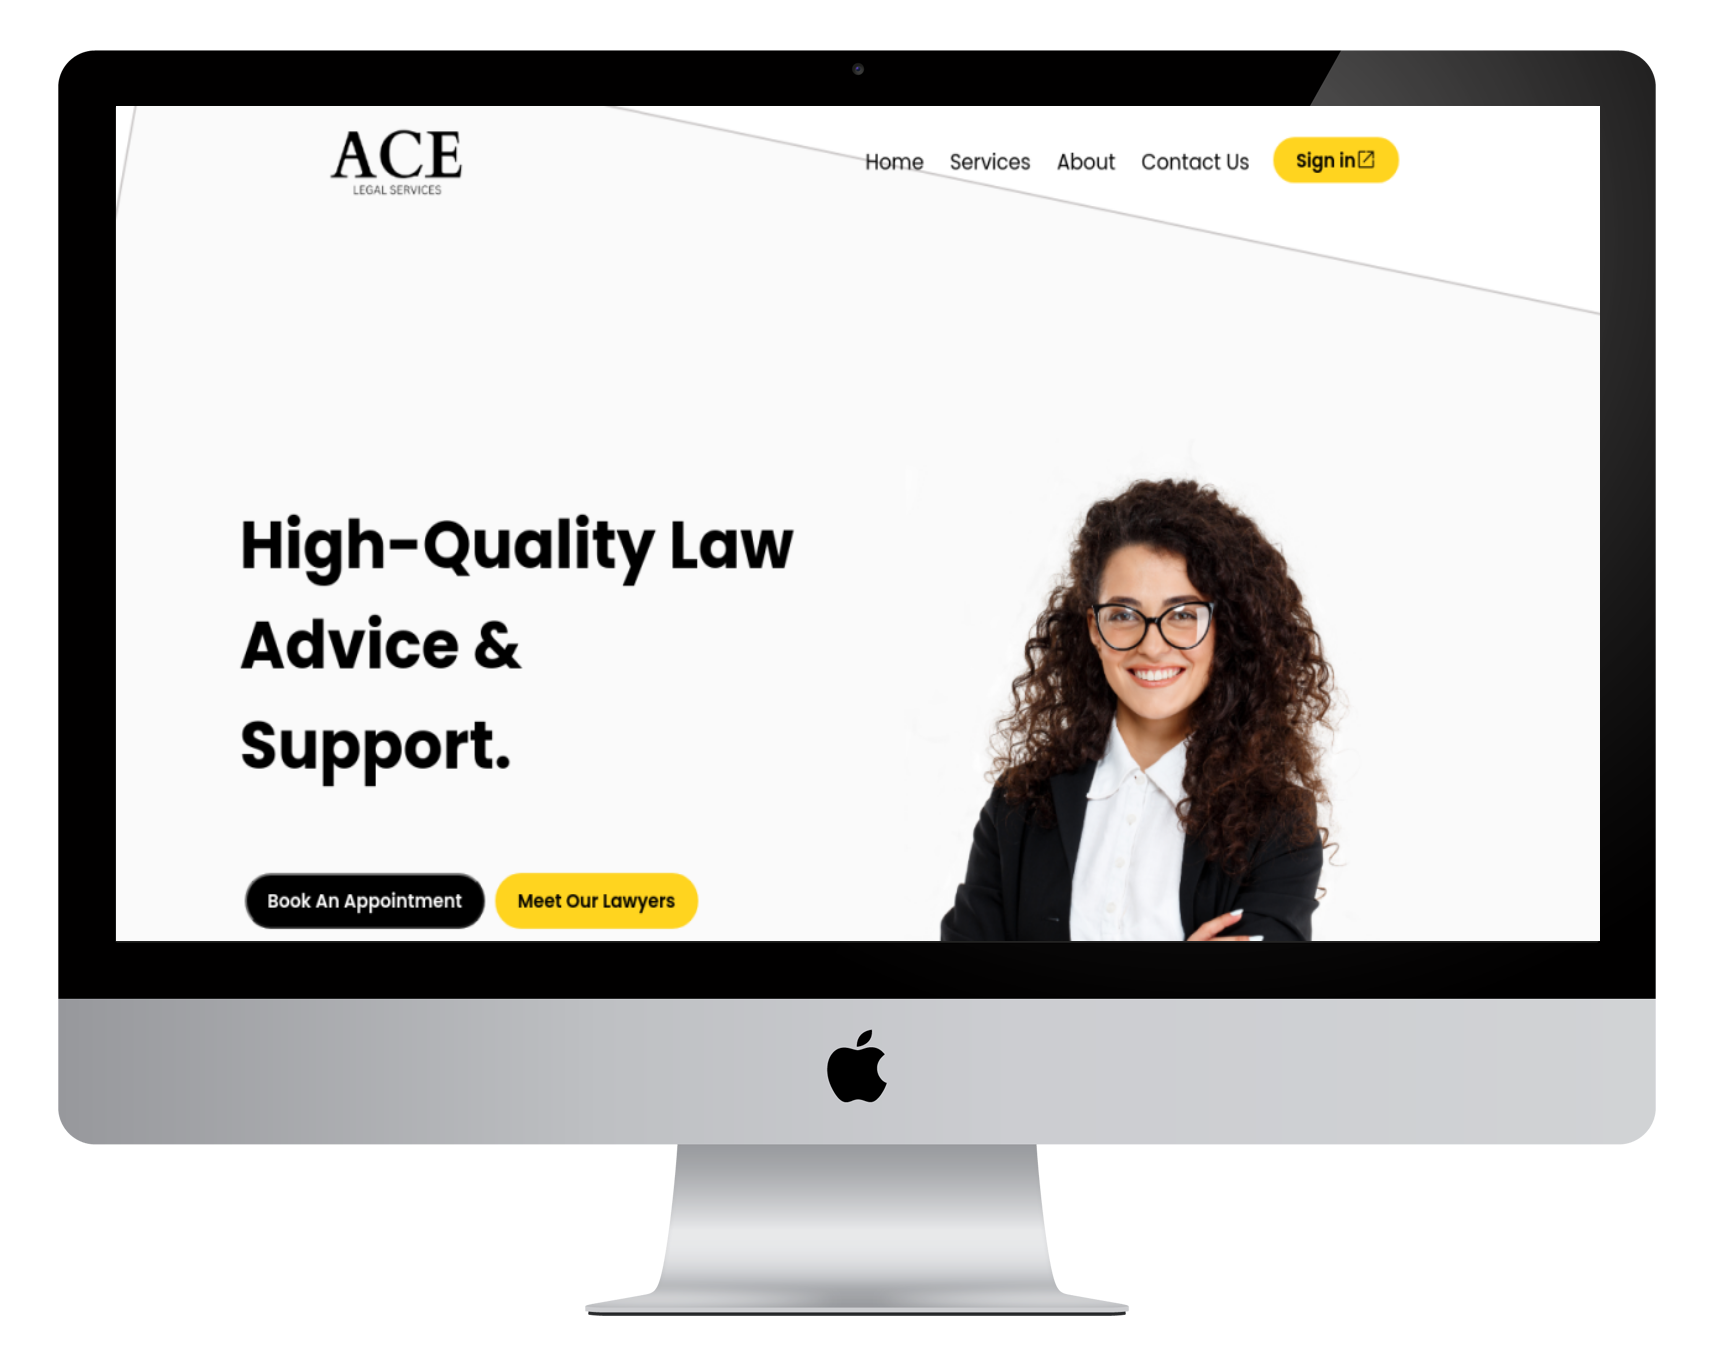 ACE
LEGAL SERVICES
Home Services About Contact Us Sign in
High-Quality Law
Advice &
Support.
Book An Appointment Meet Our Lawyers